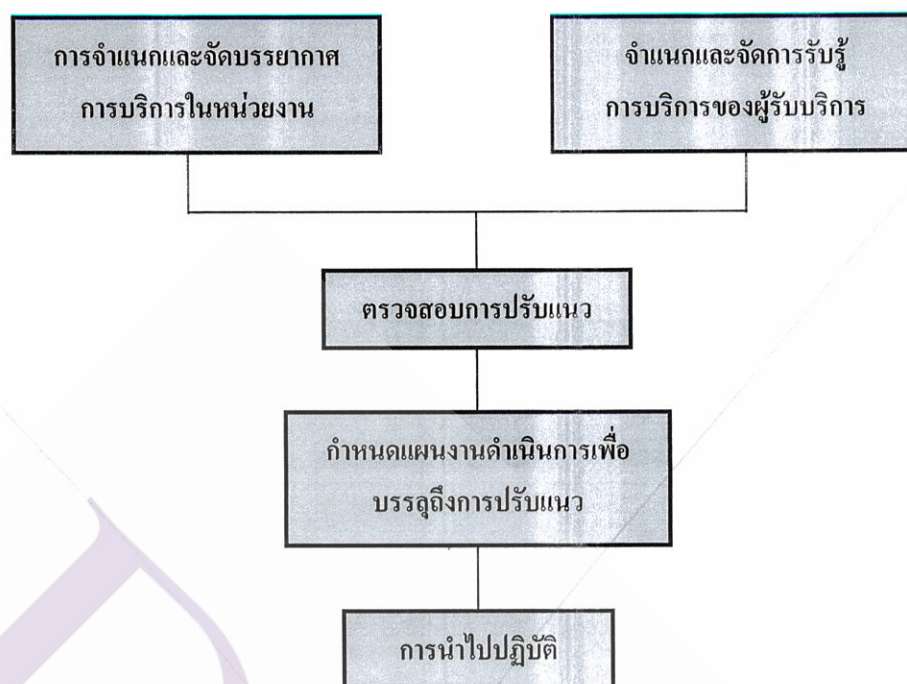 การจำแนกและจัดบรรยากาศ
การบริการในหน่วยงาน
จำแนกและจัดการรับรู้
การบริการของผู้รับบริการ
ตรวจสอบการปรับแนว
กำหนดแผนงานดำเนินการเพื่อ
บรรลุถึงการปรับแนว
การนำไปปฏิบัติ